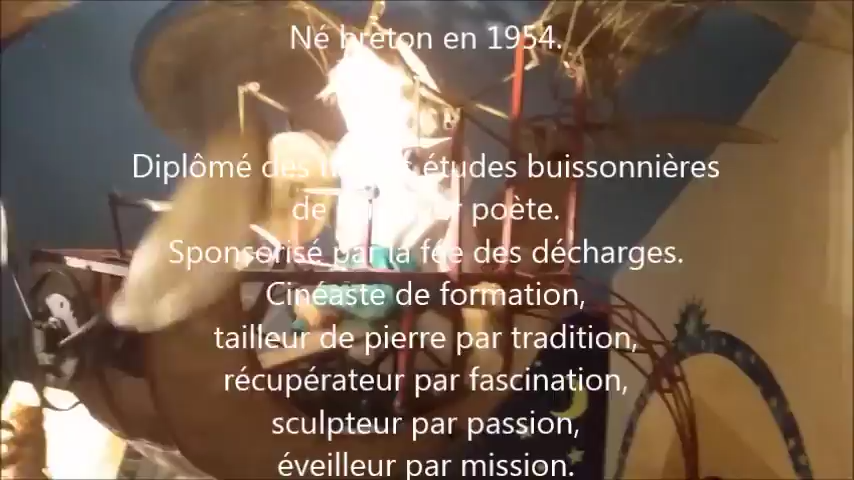 Né breton en 1954.
Diplômé des études buissonnières
de poète.
Sponsorisé par la fée des décharges.
Cinéaste de formation,
tailleur de pierre par tradition,
récupérateur par fascination,
sculpteur par passion,
éveilleur par mission.